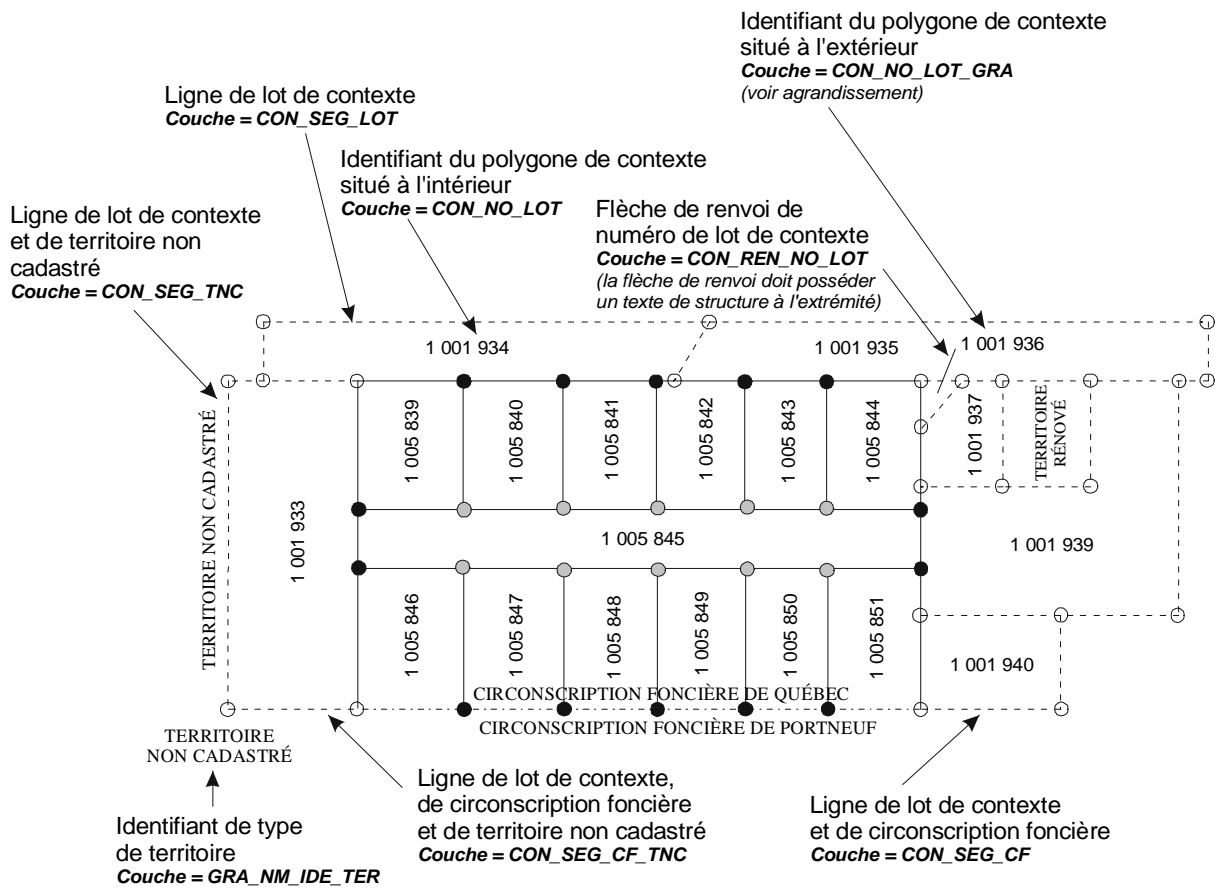 Identifiant du polygone de contexte
situé à l'extérieur
Couche = CON_NO_LOT_GRA
(voir agrandissement)
Ligne de lot de contexte
Couche = CON_SEG_LOT
Identifiant du polygone de contexte
situé à l'intérieur
Couche = CON_NO_LOT
Flèche de renvoi de
numéro de lot de contexte
Couche = CON_REN_NO_LOT
(la flèche de renvoi doit posséder
un texte de structure à l'extrémité)
Ligne de lot de contexte
et de territoire non
cadastré
Couche = CON_SEG_TNC
1 001 934
1 001 935
1 001 936
TERRITOIRE NON CADASTRÉ
1 001 933
1 005 839
1 005 840
1 005 841
1 005 842
1 005 843
1 005 844
1 001 937
TERRITOIRE
RÉNOVÉ
1 005 845
1 001 939
1 005 846
1 005 847
1 005 848
1 005 849
1 005 850
1 005 851
1 001 940
CIRCONSCRIPTION FONCIÈRE DE QUÉBEC
CIRCONSCRIPTION FONCIÈRE DE PORTNEUF
TERRITOIRE
NON CADASTRÉ
Identifiant de type
de territoire
Couche = GRA_NM_IDE_TER
Ligne de lot de contexte,
de circonscription foncière
et de territoire non cadastré
Couche = CON_SEG_CF_TNC
Ligne de lot de contexte
et de circonscription foncière
Couche = CON_SEG_CF